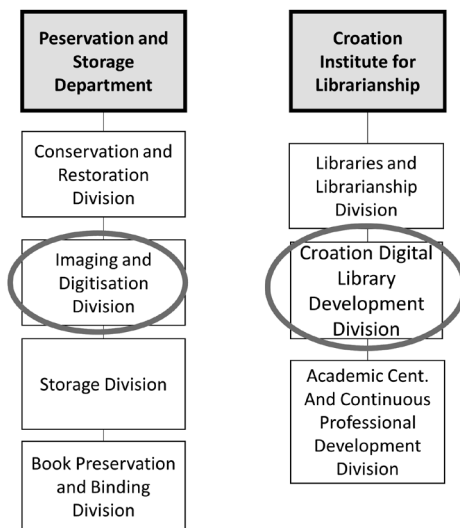 Peservation and
Storage
Department
Conservation and
Restoration
Division
Imaging and
Digitisation
Division
Storage Division
Book Preservation
and Binding
Division
Croation
Institute for
Librarianship
Libraries and
Librarianship
Division
Croation Digital
Library
Development
Division
Academic Cent.
And Continuous
Professional
Development
Division